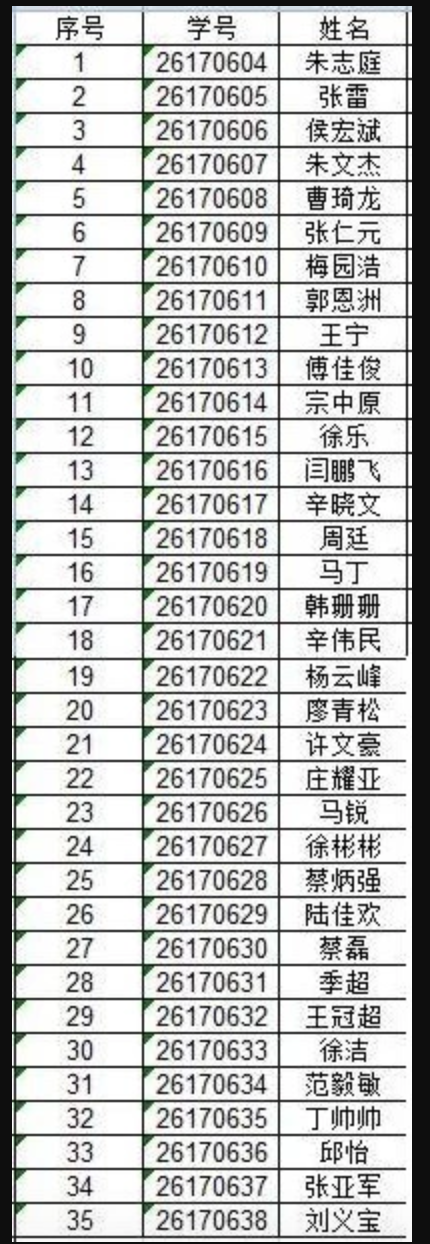 序号 学号 姓名
1 26170604 朱志庭
2 26170605 张雷
3 26170606 侯宏斌
4 26170607 朱文杰
5 26170608 曹琦龙
6 26170609 张仁元
7 26170610 梅园浩
8 26170611 郭恩洲
9 26170612 王宁
10 26170613 傅佳俊
11 26170614 宗中原
12 26170615 徐乐
13 26170616 闫鹏飞
14 26170617 辛晓文
15 26170618 周廷
16 26170619 马丁
17 26170620 韩珊珊
18 26170621 辛伟民
19 26170622 杨云峰
20 26170623 廖青松
21 26170624 许文豪
22 26170625 庄耀亚
23 26170626 马锐
24 26170627 徐彬彬
25 26170628 蔡炳强
26 26170629 陆佳欢
27 26170630 蔡磊
28 26170631 季超
29 26170632 王冠超
30 26170633 徐洁
31 26170634 范毅敏
32 26170635 丁帅帅
33 26170636 邱怡
34 26170637 张亚军
35 26170638 刘义宝